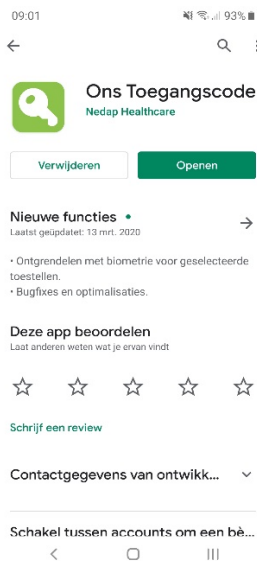 09:01
93%
Ons Toegangscode
Nedap Healthcare
Verwijderen
Openen
Nieuwe functies
Laatst geüpdatet: 13 mrt. 2020
• Ontgrendelen met biometrie voor geselecteerde
toestellen.
• Bugfixes en optimalisaties.
Deze app beoordelen
Laat anderen weten wat je ervan vindt
Schrijf een review
Contactgegevens van ontwikk...
Schakel tussen accounts om een bè...